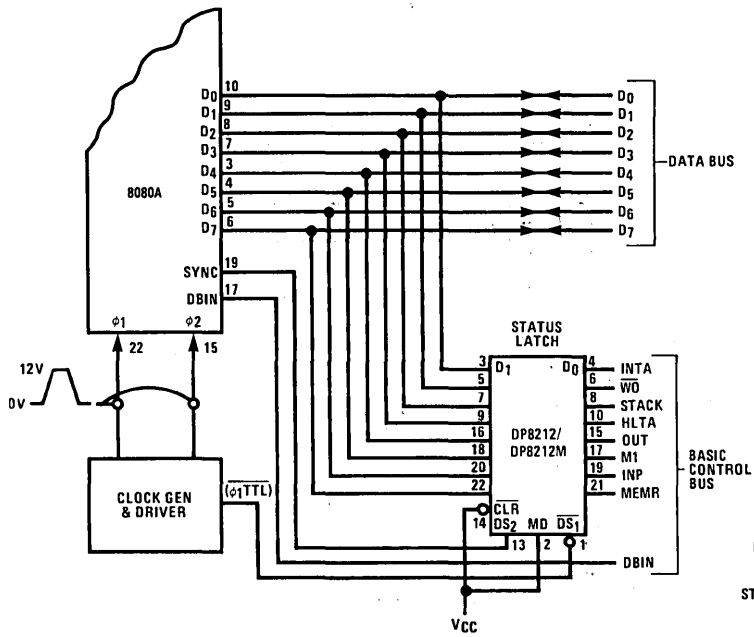 10
D0
9
D1
8
D2
7
D3
3
D4
4
D5
5
D6
6
D7
D0
D1
D2
D3
D4
D5
D6
D7
DATA BUS
8080A
SYNC 19
DBIN 17
ϕ1 ϕ2
22 15
12V
0V
CLOCK GEN
& DRIVER
(ϕ1TTL)
STATUS
LATCH
3 D1 D0 4 INTA
5 6 WO
7 8 STACK
9 10 HLTA
16 15 OUT
18 17 M1
20 19 INP
22 21 MEMR
DP8212/
DP8212M
BASIC
CONTROL
BUS
CLR
14 DS2 MD DS1
13 2 1
DBIN
VCC
ST